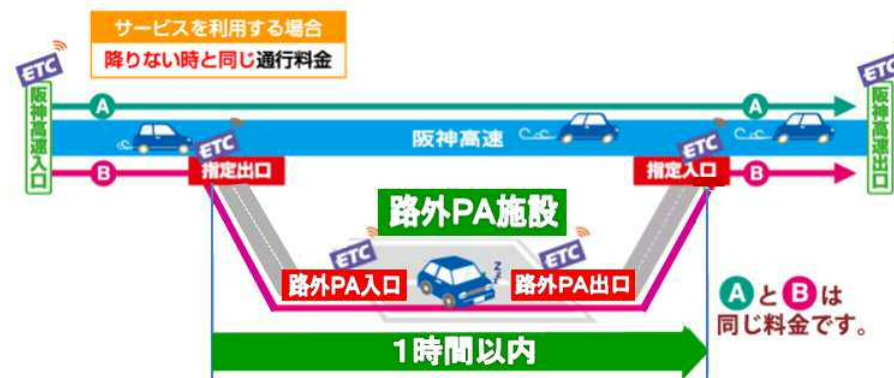 サービスを利用する場合
降りない時と同じ通行料金
ETC
ETC
阪神高速入口
A
A
阪神高速出口
阪神高速
ETC
ETC
B
指定出口
指定入口
B
路外PA施設
ETC
ETC
路外PA入口
zzz
路外PA出口
AとBは
同じ料金です。
1時間以内